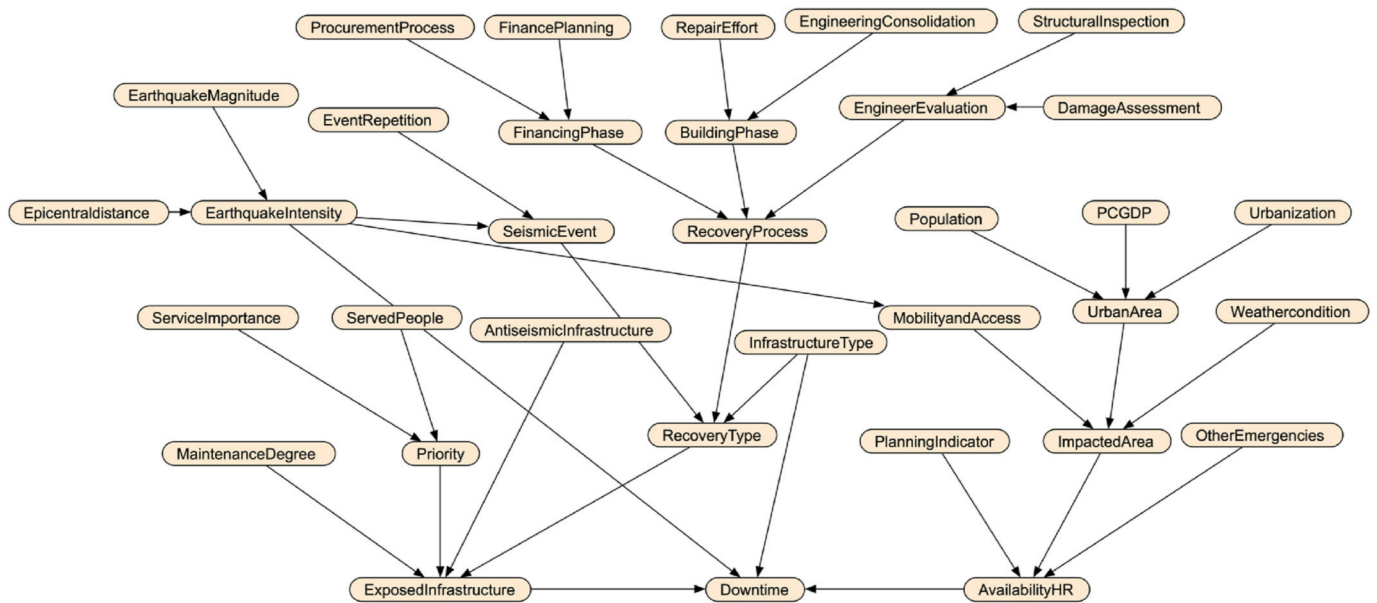 ProcurementProcess
FinancePlanning
RepairEffort
EngineeringConsolidation
StructuralInspection
EarthquakeMagnitude
EventRepetition
FinancingPhase
BuildingPhase
EngineerEvaluation
DamageAssessment
Epicentraldistance
EarthquakeIntensity
SeismicEvent
RecoveryProcess
Population
PCGDP
Urbanization
ServiceImportance
ServedPeople
AntiseismicInfrastructure
InfrastructureType
MobilityandAccess
UrbanArea
Weathercondition
MaintenanceDegree
Priority
RecoveryType
PlanningIndicator
ImpactedArea
OtherEmergencies
ExposedInfrastructure
Downtime
AvailabilityHR